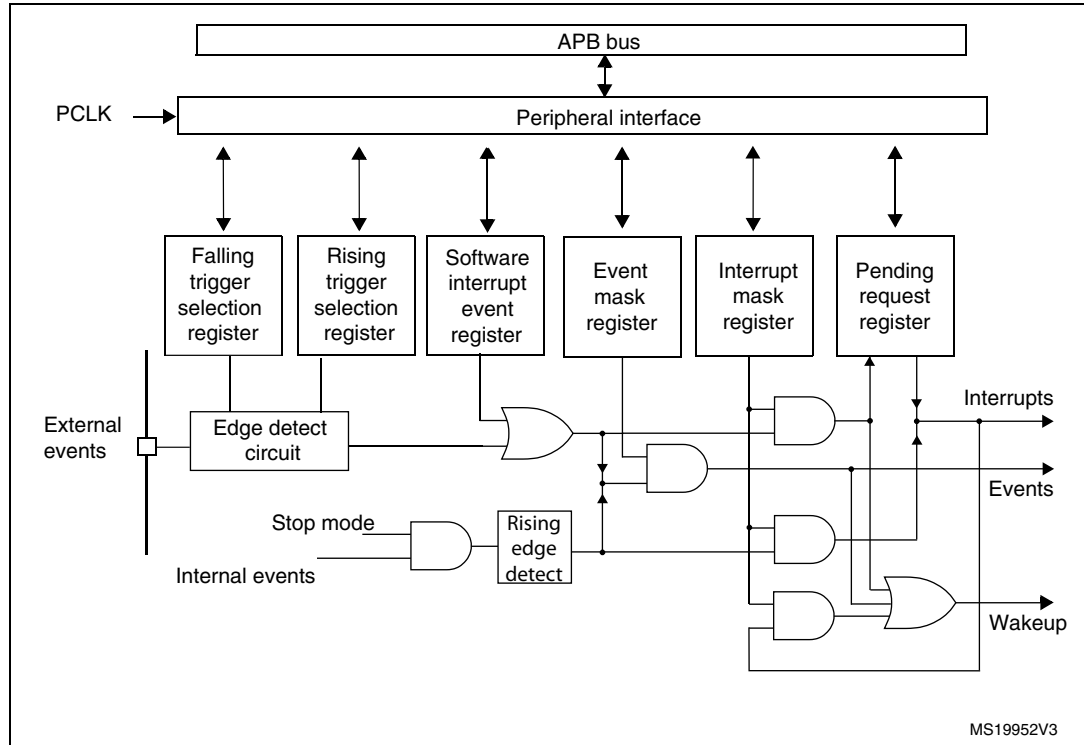 APB bus
PCLK
Peripheral interface
Falling
trigger
selection
register
Rising
trigger
selection
register
Software
interrupt
event
register
Event
mask
register
Interrupt
mask
register
Pending
request
register
External
events
Edge detect
circuit
Interrupts
Events
Stop mode
Internal events
Rising
edge
detect
Wakeup
MS19952V3